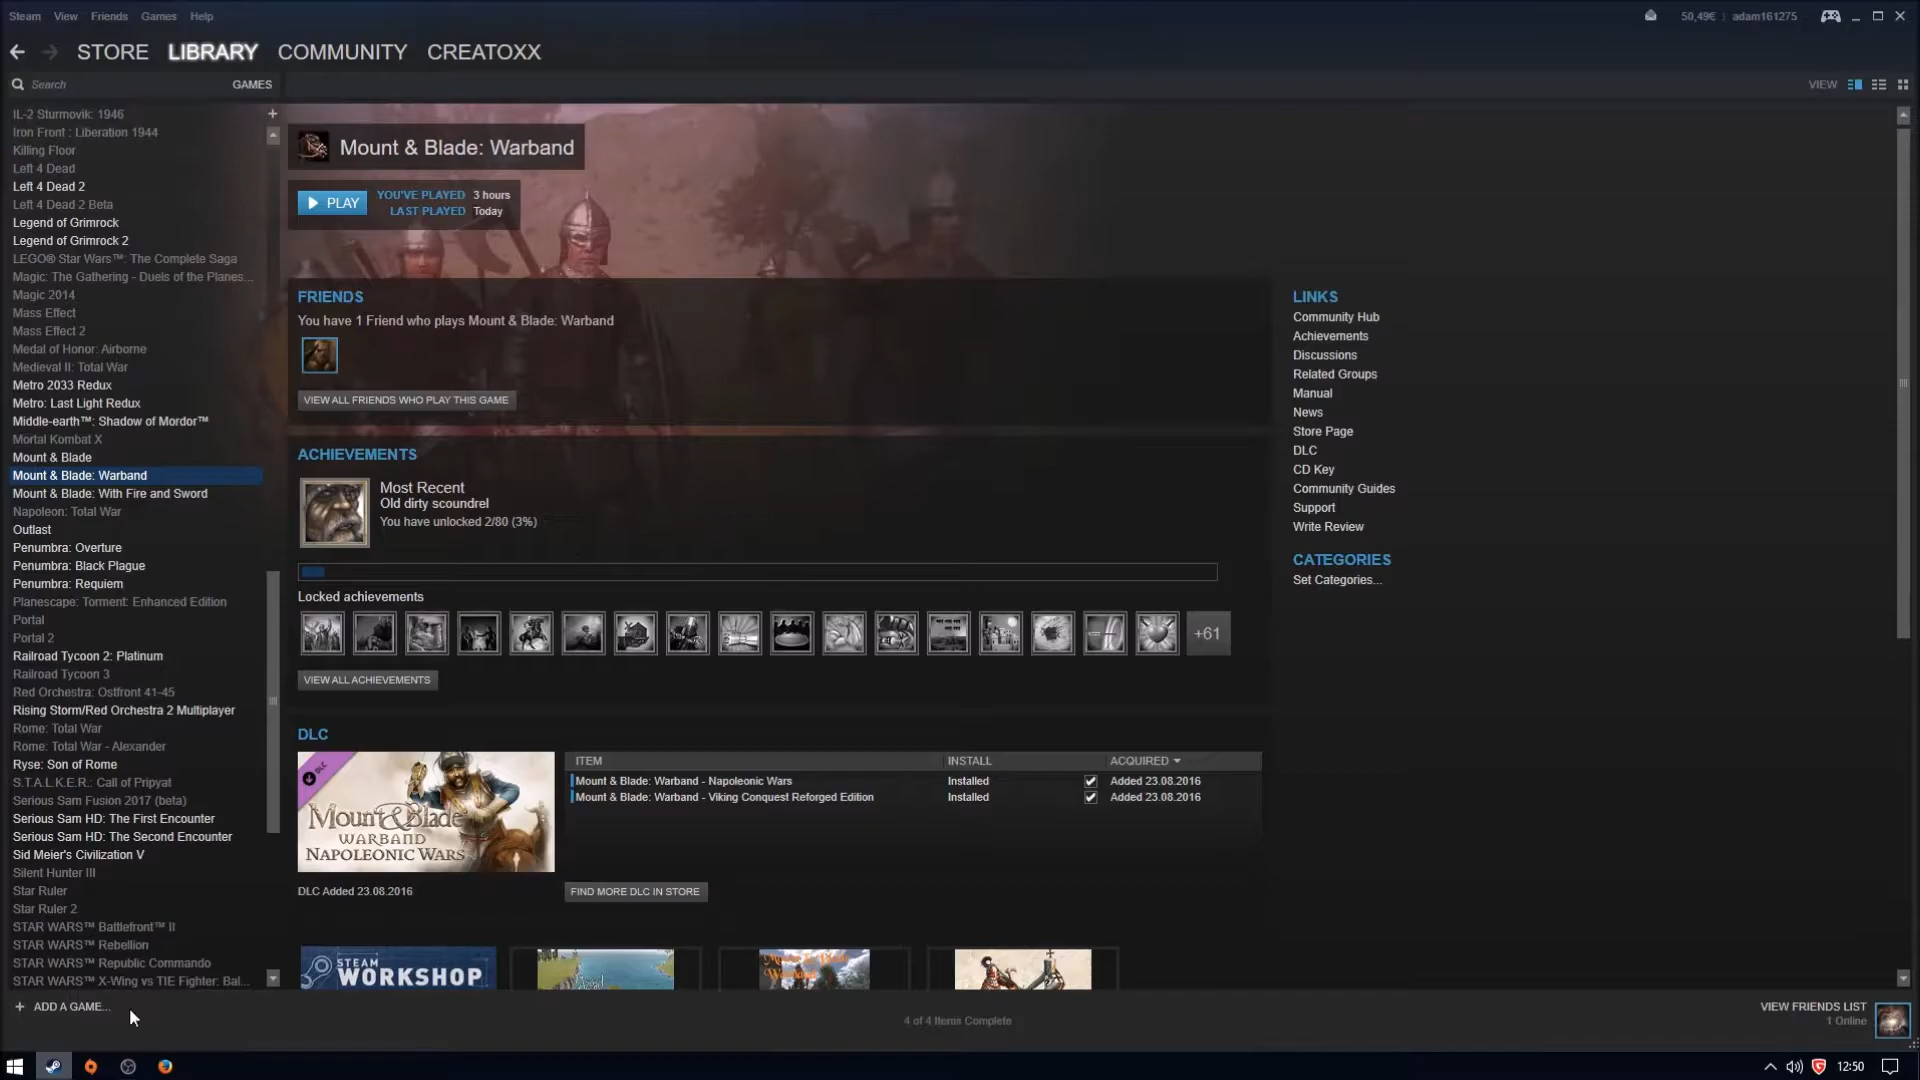 Steam View Friends Games Help
50,49€ adam161275
STORE LIBRARY COMMUNITY CREATOXX
Search GAMES
VIEW
IL-2 Sturmovik: 1946
Iron Front : Liberation 1944
Killing Floor
Left 4 Dead
Left 4 Dead 2
Left 4 Dead 2 Beta
Legend of Grimrock
Legend of Grimrock 2
LEGO® Star Wars™: The Complete Saga
Magic: The Gathering - Duels of the Planes...
Magic 2014
Mass Effect
Mass Effect 2
Medal of Honor: Airborne
Medieval II: Total War
Metro 2033 Redux
Metro: Last Light Redux
Middle-earth™: Shadow of Mordor™
Mortal Kombat X
Mount & Blade
Mount & Blade: Warband
Mount & Blade: With Fire and Sword
Napoleon: Total War
Outlast
Penumbra: Overture
Penumbra: Black Plague
Penumbra: Requiem
Planescape: Torment: Enhanced Edition
Portal
Portal 2
Railroad Tycoon 2: Platinum
Railroad Tycoon 3
Red Orchestra: Ostfront 41-45
Rising Storm/Red Orchestra 2 Multiplayer
Rome: Total War
Rome: Total War - Alexander
Ryse: Son of Rome
S.T.A.L.K.E.R.: Call of Pripyat
Serious Sam Fusion 2017 (beta)
Serious Sam HD: The First Encounter
Serious Sam HD: The Second Encounter
Sid Meier's Civilization V
Silent Hunter III
Star Ruler
Star Ruler 2
STAR WARS™ Battlefront™ II
STAR WARS™ Rebellion
STAR WARS™ Republic Commando
STAR WARS™ X-Wing vs TIE Fighter: Bal...
+ ADD A GAME...
Mount & Blade: Warband
PLAY
YOU'VE PLAYED 3 hours
LAST PLAYED Today
FRIENDS
You have 1 Friend who plays Mount & Blade: Warband
VIEW ALL FRIENDS WHO PLAY THIS GAME
ACHIEVEMENTS
Most Recent
Old dirty scoundrel
You have unlocked 2/80 (3%)
Locked achievements
+61
VIEW ALL ACHIEVEMENTS
DLC
DLC
Mount & Blade
WARBAND
NAPOLEONIC WARS
DLC Added 23.08.2016
ITEM INSTALL ACQUIRED
Mount & Blade: Warband - Napoleonic Wars Installed Added 23.08.2016
Mount & Blade: Warband - Viking Conquest Reforged Edition Installed Added 23.08.2016
FIND MORE DLC IN STORE
STEAM
WORKSHOP
LINKS
Community Hub
Achievements
Discussions
Related Groups
Manual
News
Store Page
DLC
CD Key
Community Guides
Support
Write Review
CATEGORIES
Set Categories...
4 of 4 Items Complete
VIEW FRIENDS LIST
1 Online
12:50